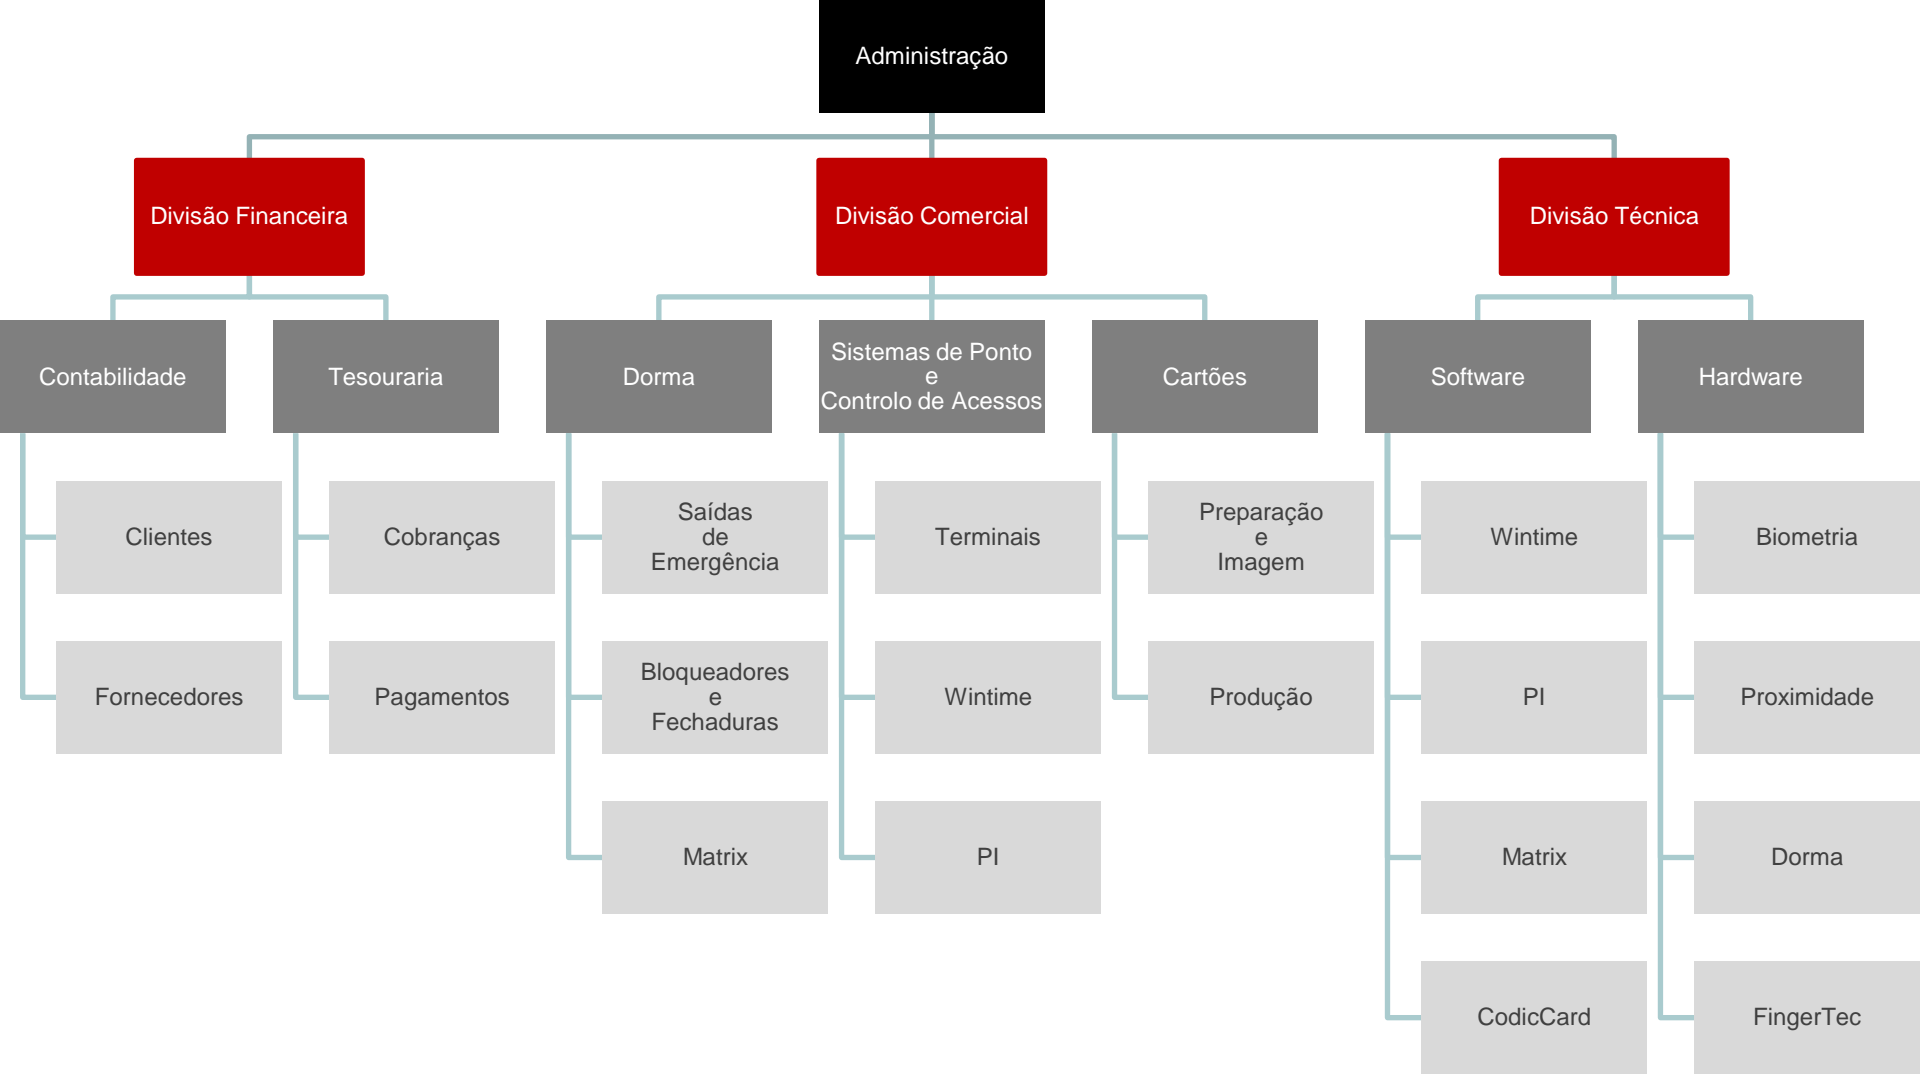 Administração
Divisão Financeira
Divisão Comercial
Divisão Técnica
Contabilidade
Tesouraria
Dorma
Sistemas de Ponto
e
Controlo de Acessos
Cartões
Software
Hardware
Clientes
Cobranças
Saídas
de
Emergência
Terminais
Preparação
e
Imagem
Wintime
Biometria
Fornecedores
Pagamentos
Bloqueadores
e
Fechaduras
Wintime
Produção
PI
Proximidade
Matrix
PI
Matrix
Dorma
CodicCard
FingerTec